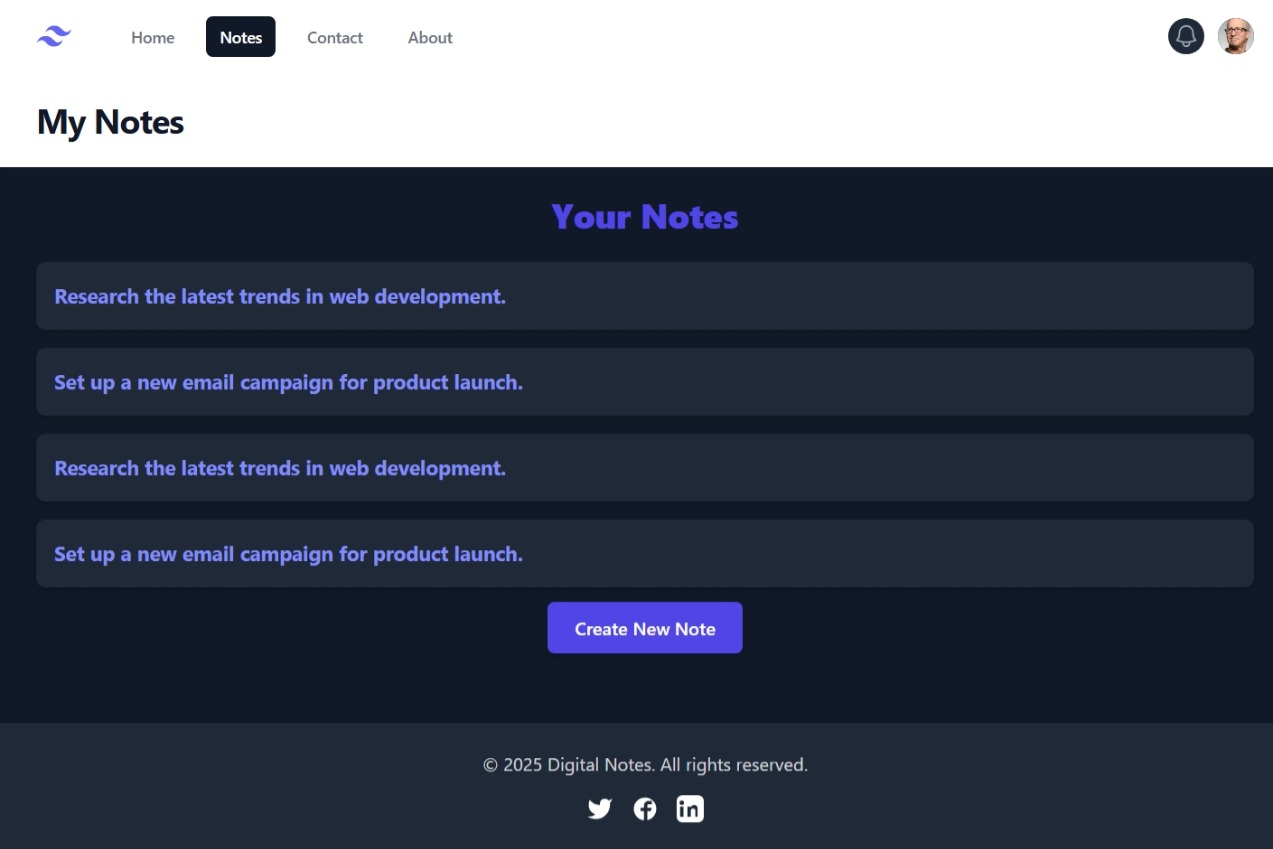 Home
Notes
Contact
About
My Notes
Your Notes
Research the latest trends in web development.
Set up a new email campaign for product launch.
Research the latest trends in web development.
Set up a new email campaign for product launch.
Create New Note
© 2025 Digital Notes. All rights reserved.
in